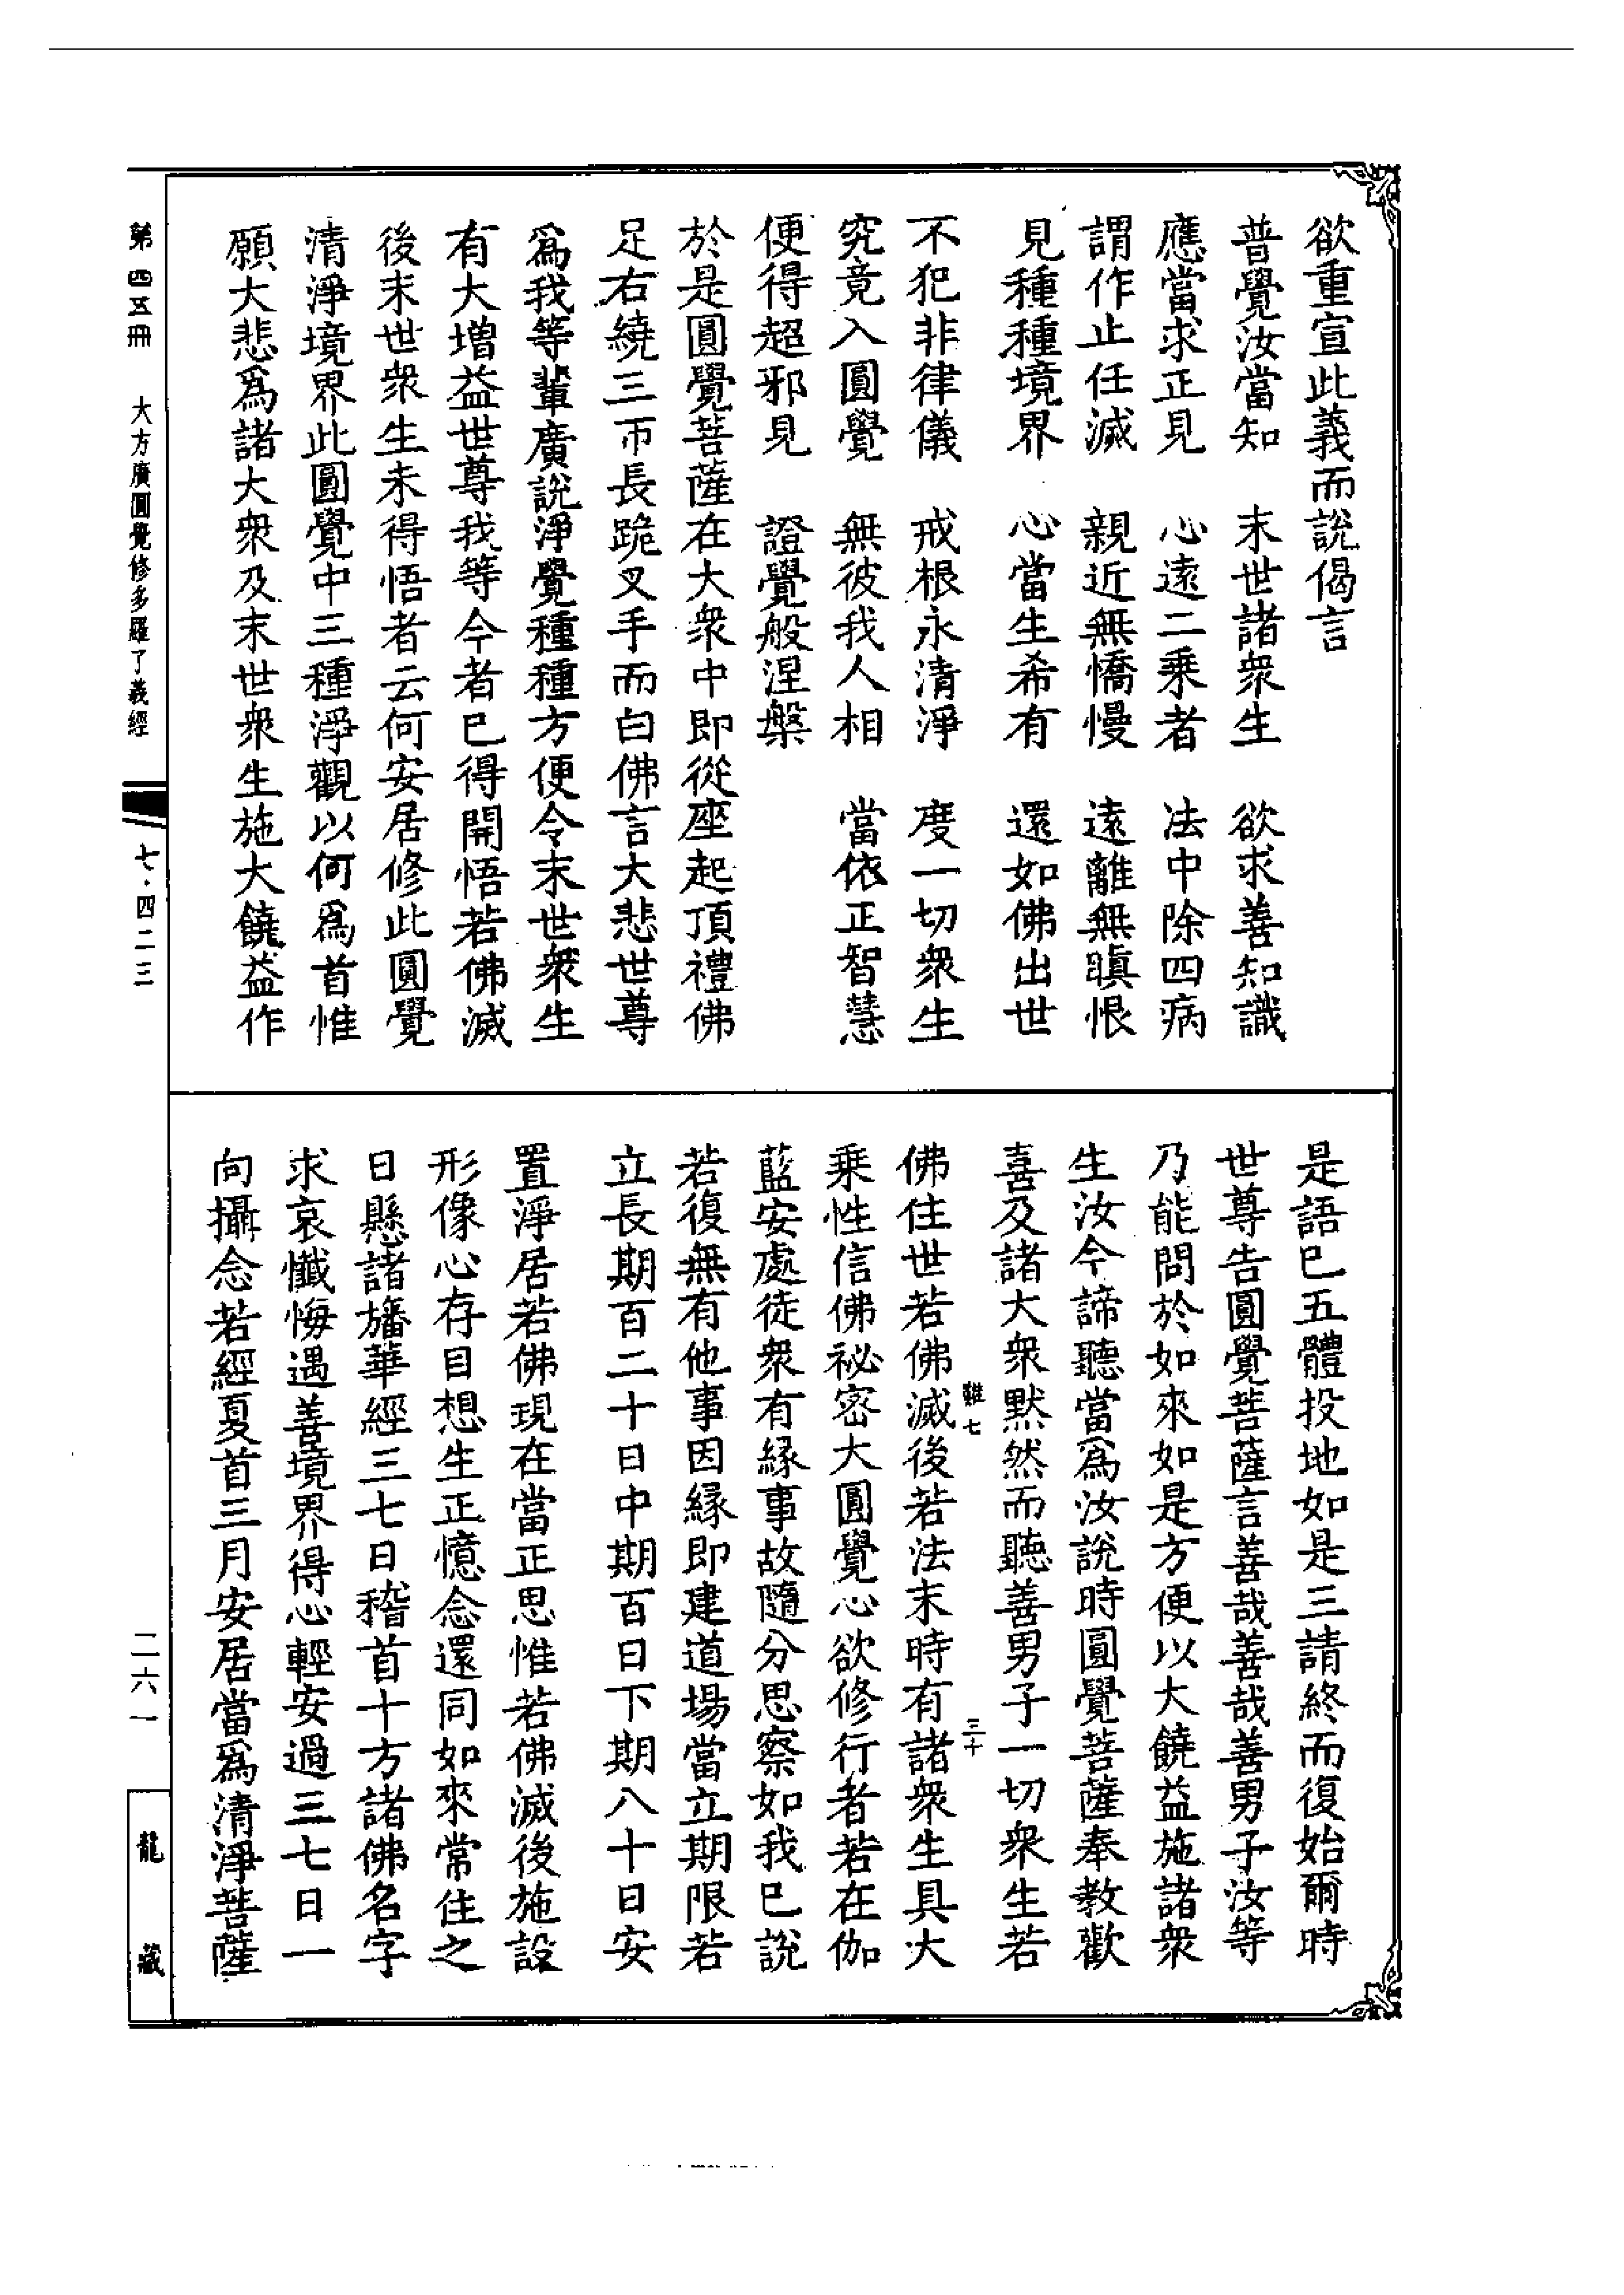 欲重宣此義而說偈言
普覺汝當知　末世諸衆生　欲求善知識
應當求正見　心遠二乘者　法中除四病
謂作止任滅　親近無憍慢　遠離無瞋恨
見種種境界　心當生希有　還如佛出世
不犯非律儀　戒根永清淨　度一切衆生
究竟入圓覺　無彼我人相　當依正智慧
便得超邪見　證覺般涅槃
於是圓覺菩薩在大衆中即從座起頂禮佛
足右繞三帀長跪叉手而白佛言大悲世尊
爲我等輩廣說淨覺種種方便令末世衆生
有大增益世尊我等今者已得開悟若佛滅
後末世衆生未得悟者云何安居修此圓覺
清淨境界此圓覺中三種淨觀以何爲首惟
願大悲爲諸大衆及末世衆生施大饒益作
是語已五體投地如是三請終而復始爾時
世尊告圓覺菩薩言善哉善哉善男子汝等
乃能問於如來如是方便以大饒益施諸衆
生汝今諦聽當爲汝說時圓覺菩薩奉教歡
喜及諸大衆默然而聽善男子一切衆生若
雜七　三十
佛住世若佛滅後若法末時有諸衆生具大
乘性信佛祕密大圓覺心欲修行者若在伽
藍安處徒衆有緣事故隨分思察如我已說
若復無有他事因緣即建道場當立期限若
立長期百二十日中期百日下期八十日安
置淨居若佛現在當正思惟若佛滅後施設
形像心存目想生正憶念還同如來常住之
日懸諸旛華經三七日稽首十方諸佛名字
求哀懺悔遇善境界得心輕安過三七日一
向攝念若經夏首三月安居當爲清淨菩薩
第四五冊　大方廣圓覺修多羅了義經
七·四二三
二六一
龍藏